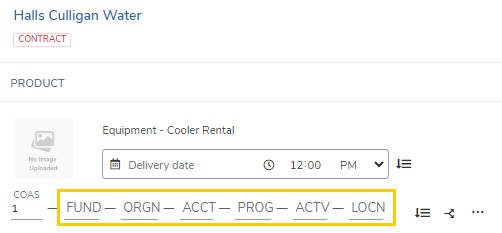 Halls Culligan Water
CONTRACT
PRODUCT
Equipment - Cooler Rental
No Image
Uploaded
Delivery date 12:00 PM
COAS
1 — FUND — ORGN — ACCT — PROG — ACTV — LOCN